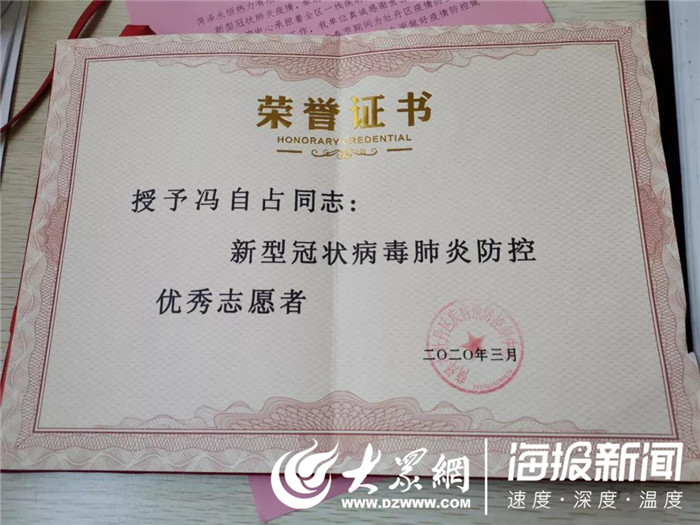 荣誉证书
HONORARY CREDENTIAL
授予冯自占同志：
新型冠状病毒肺炎防控
优秀志愿者
二〇二〇年三月
大众網
WWW.DZWWW.COM
海报新闻
速度·深度·温度